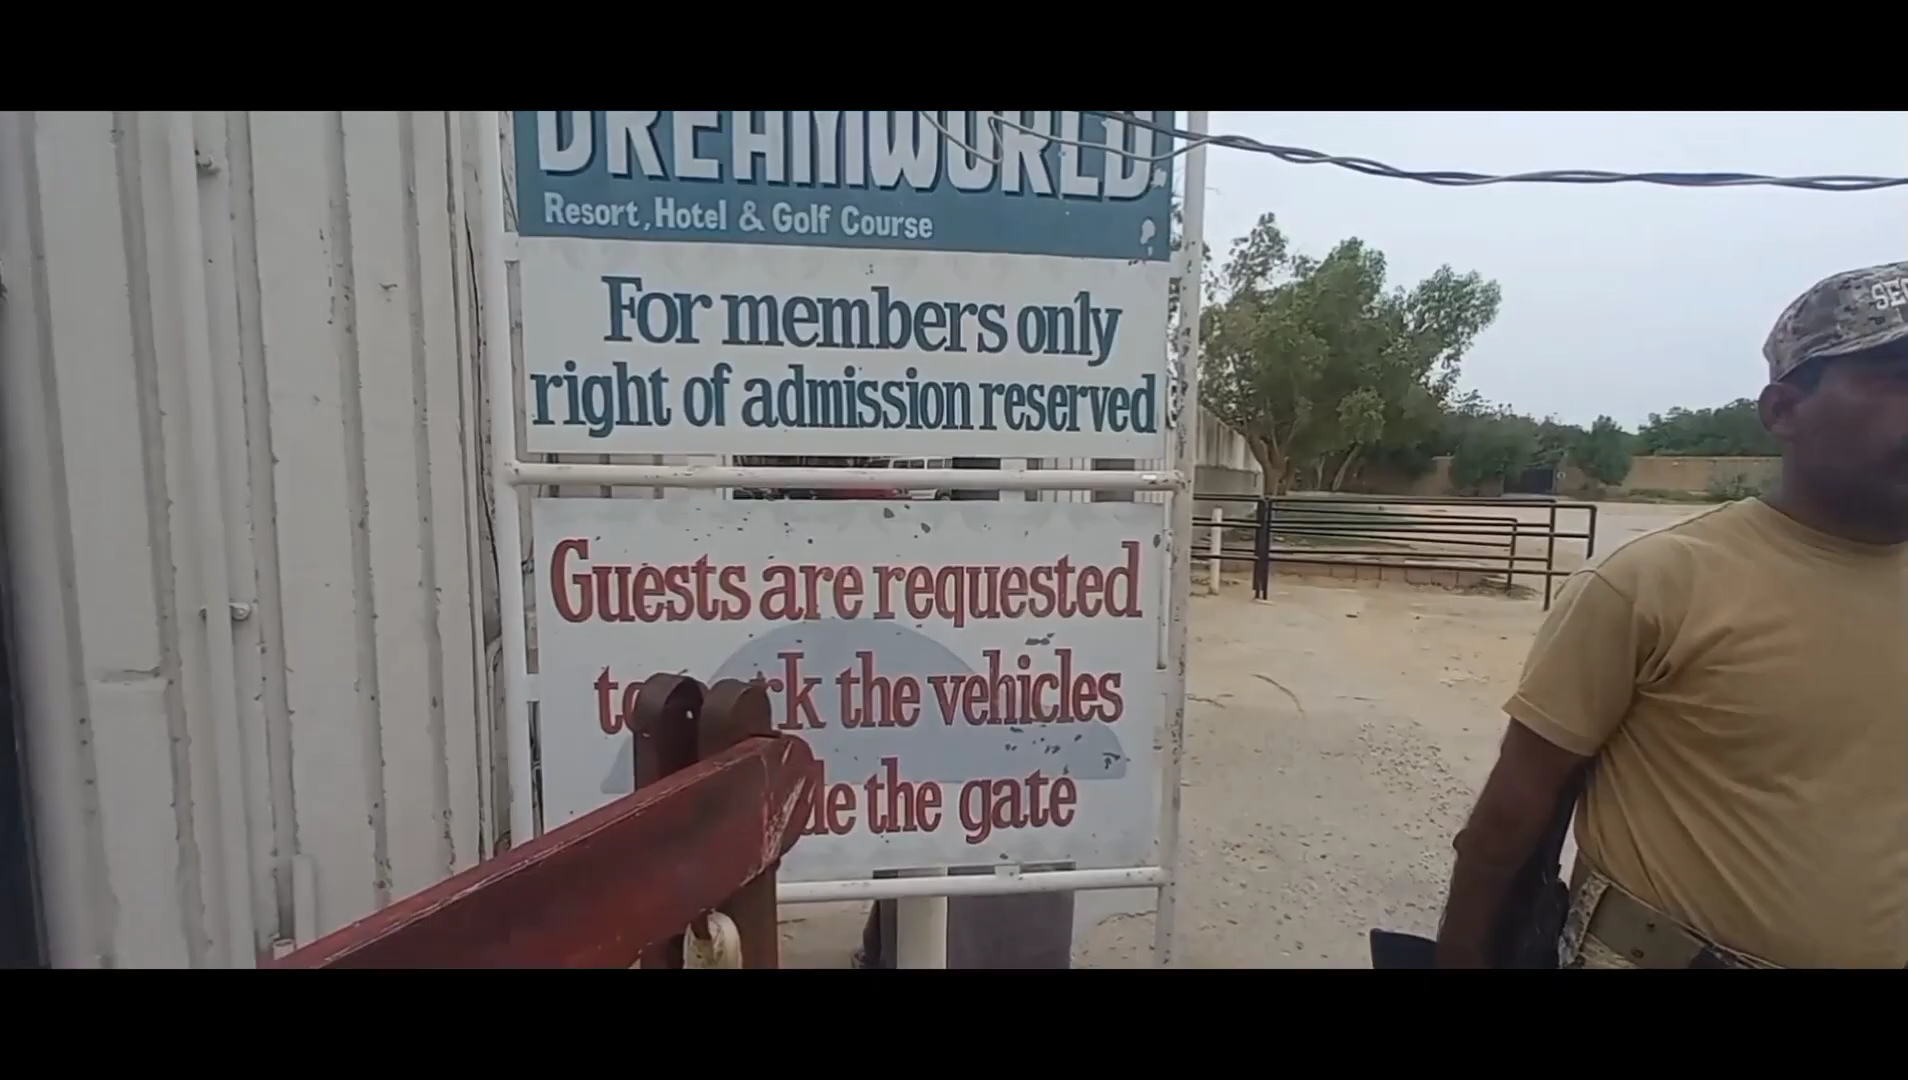 DREAMWORLD
Resort, Hotel & Golf Course
For members only
right of admission reserved
Guests are requested
the vehicles
the gate